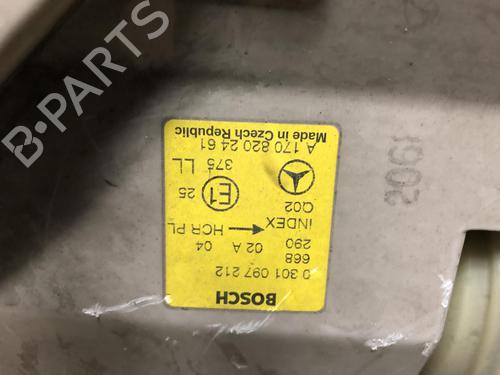 B-PARTS
BOSCH
0 301 097 212
668
290 02 A 04
INDEX ← HCR PL
Q02
E1 25
375 LL
A 170 820 24 61
Made in Czech Republic